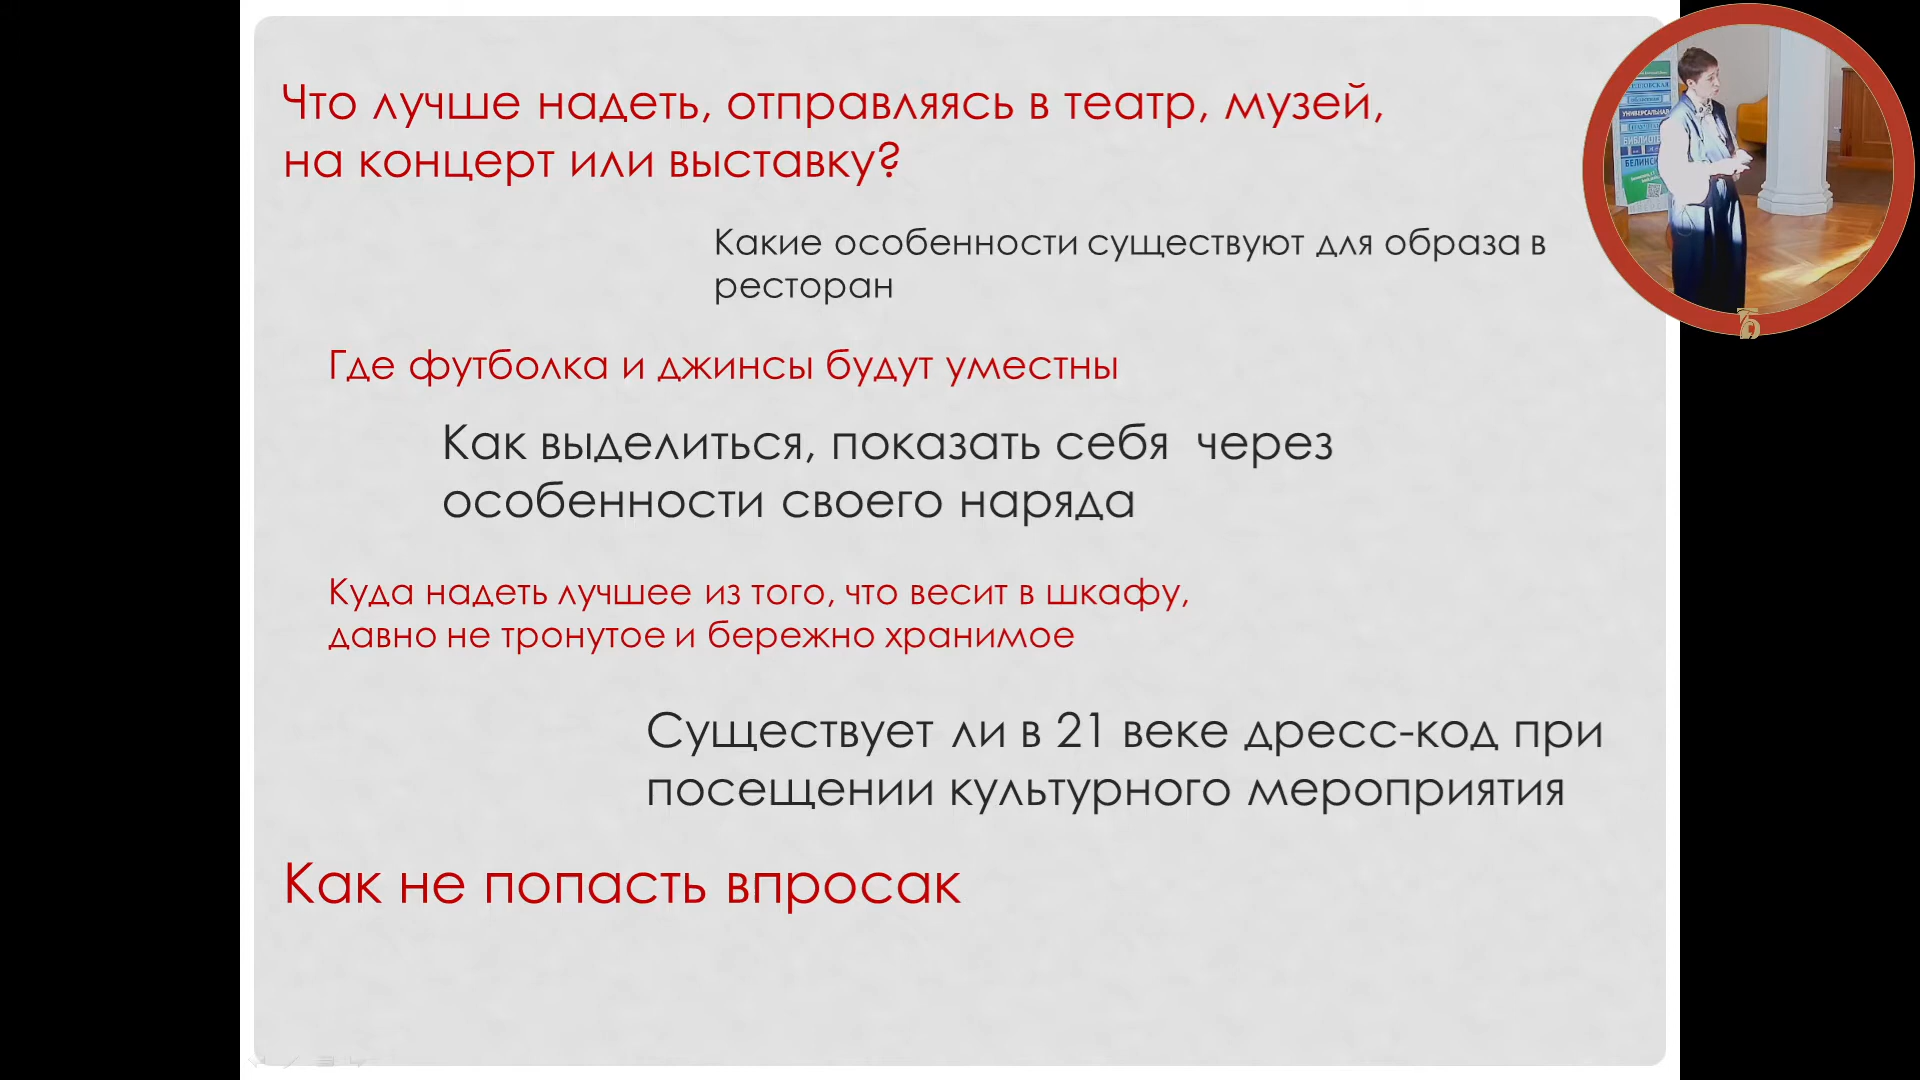 Что лучше надеть, отправляясь в театр, музей,
на концерт или выставку?
Какие особенности существуют для образа в
ресторан
Где футболка и джинсы будут уместны
Как выделиться, показать себя  через
особенности своего наряда
Куда надеть лучшее из того, что весит в шкафу,
давно не тронутое и бережно хранимое
Существует ли в 21 веке дресс-код при
посещении культурного мероприятия
Как не попасть впросак
УНИВЕРСАЛЬНАЯ